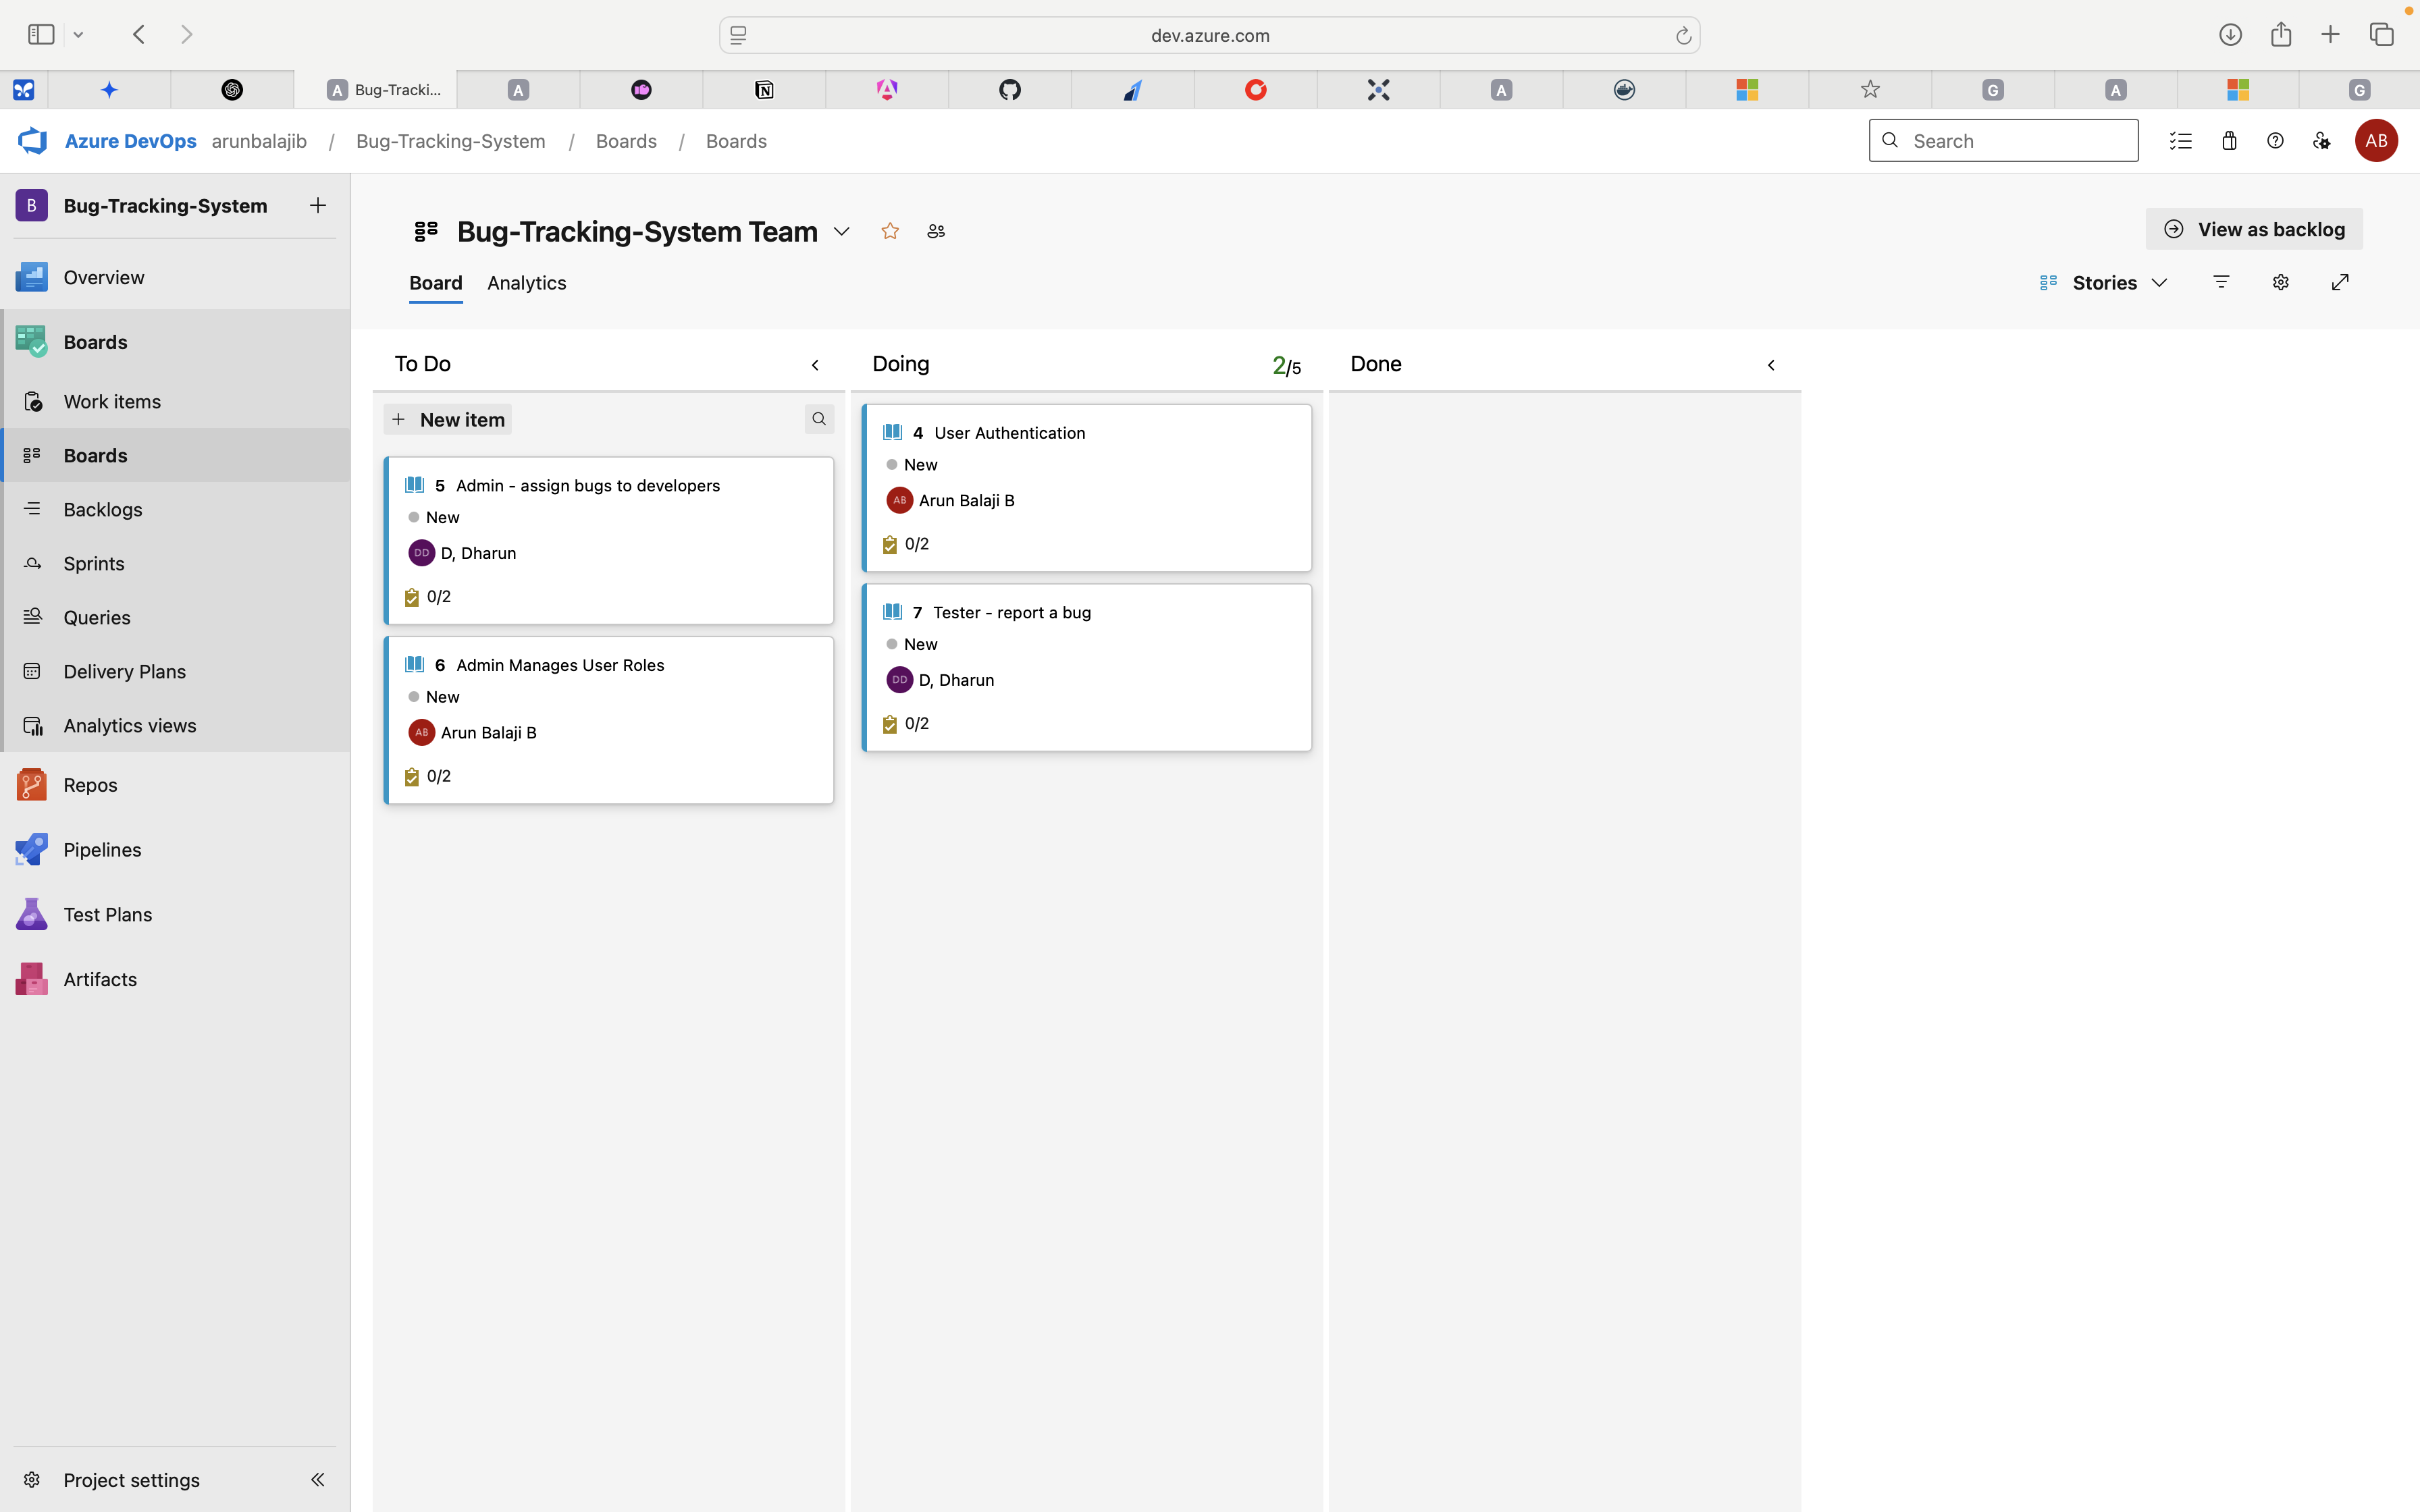 dev.azure.com
A Bug-Tracki...
A
N
A
G
A
G
Azure DevOps arunbalajib / Bug-Tracking-System / Boards / Boards
Search
AB
B Bug-Tracking-System
Overview
Boards
Work items
Boards
Backlogs
Sprints
Queries
Delivery Plans
Analytics views
Repos
Pipelines
Test Plans
Artifacts
Project settings
Bug-Tracking-System Team
View as backlog
Board Analytics
Stories
To Do
New item
5 Admin - assign bugs to developers
New
DD D, Dharun
0/2
6 Admin Manages User Roles
New
AB Arun Balaji B
0/2
Doing 2/5
4 User Authentication
New
AB Arun Balaji B
0/2
7 Tester - report a bug
New
DD D, Dharun
0/2
Done